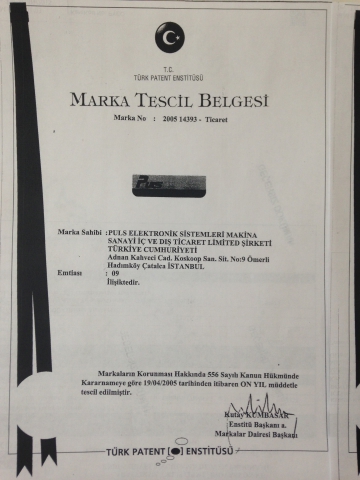 T.C.
TÜRK PATENT ENSTİTÜSÜ
MARKA TESCİL BELGESİ
Marka No : 2005 14393 - Ticaret
Marka Sahibi : PULS ELEKTRONİK SİSTEMLERİ MAKİNA
SANAYİ İÇ VE DIŞ TİCARET LİMİTED ŞİRKETİ
TÜRKİYE CUMHURİYETİ
Adnan Kahveci Cad. Koskoop San. Sit. No:9 Ömerli
Hadımköy Çatalca İSTANBUL
Emtiası : 09
İlişiktedir.
Markaların Korunması Hakkında 556 Sayılı Kanun Hükmünde
Kararnameye göre 19/04/2005 tarihinden itibaren ON YIL müddetle
tescil edilmiştir.
Kutay KUMBASAR
Enstitü Başkanı a.
Markalar Dairesi Başkanı
TÜRK PATENT ENSTİTÜSÜ